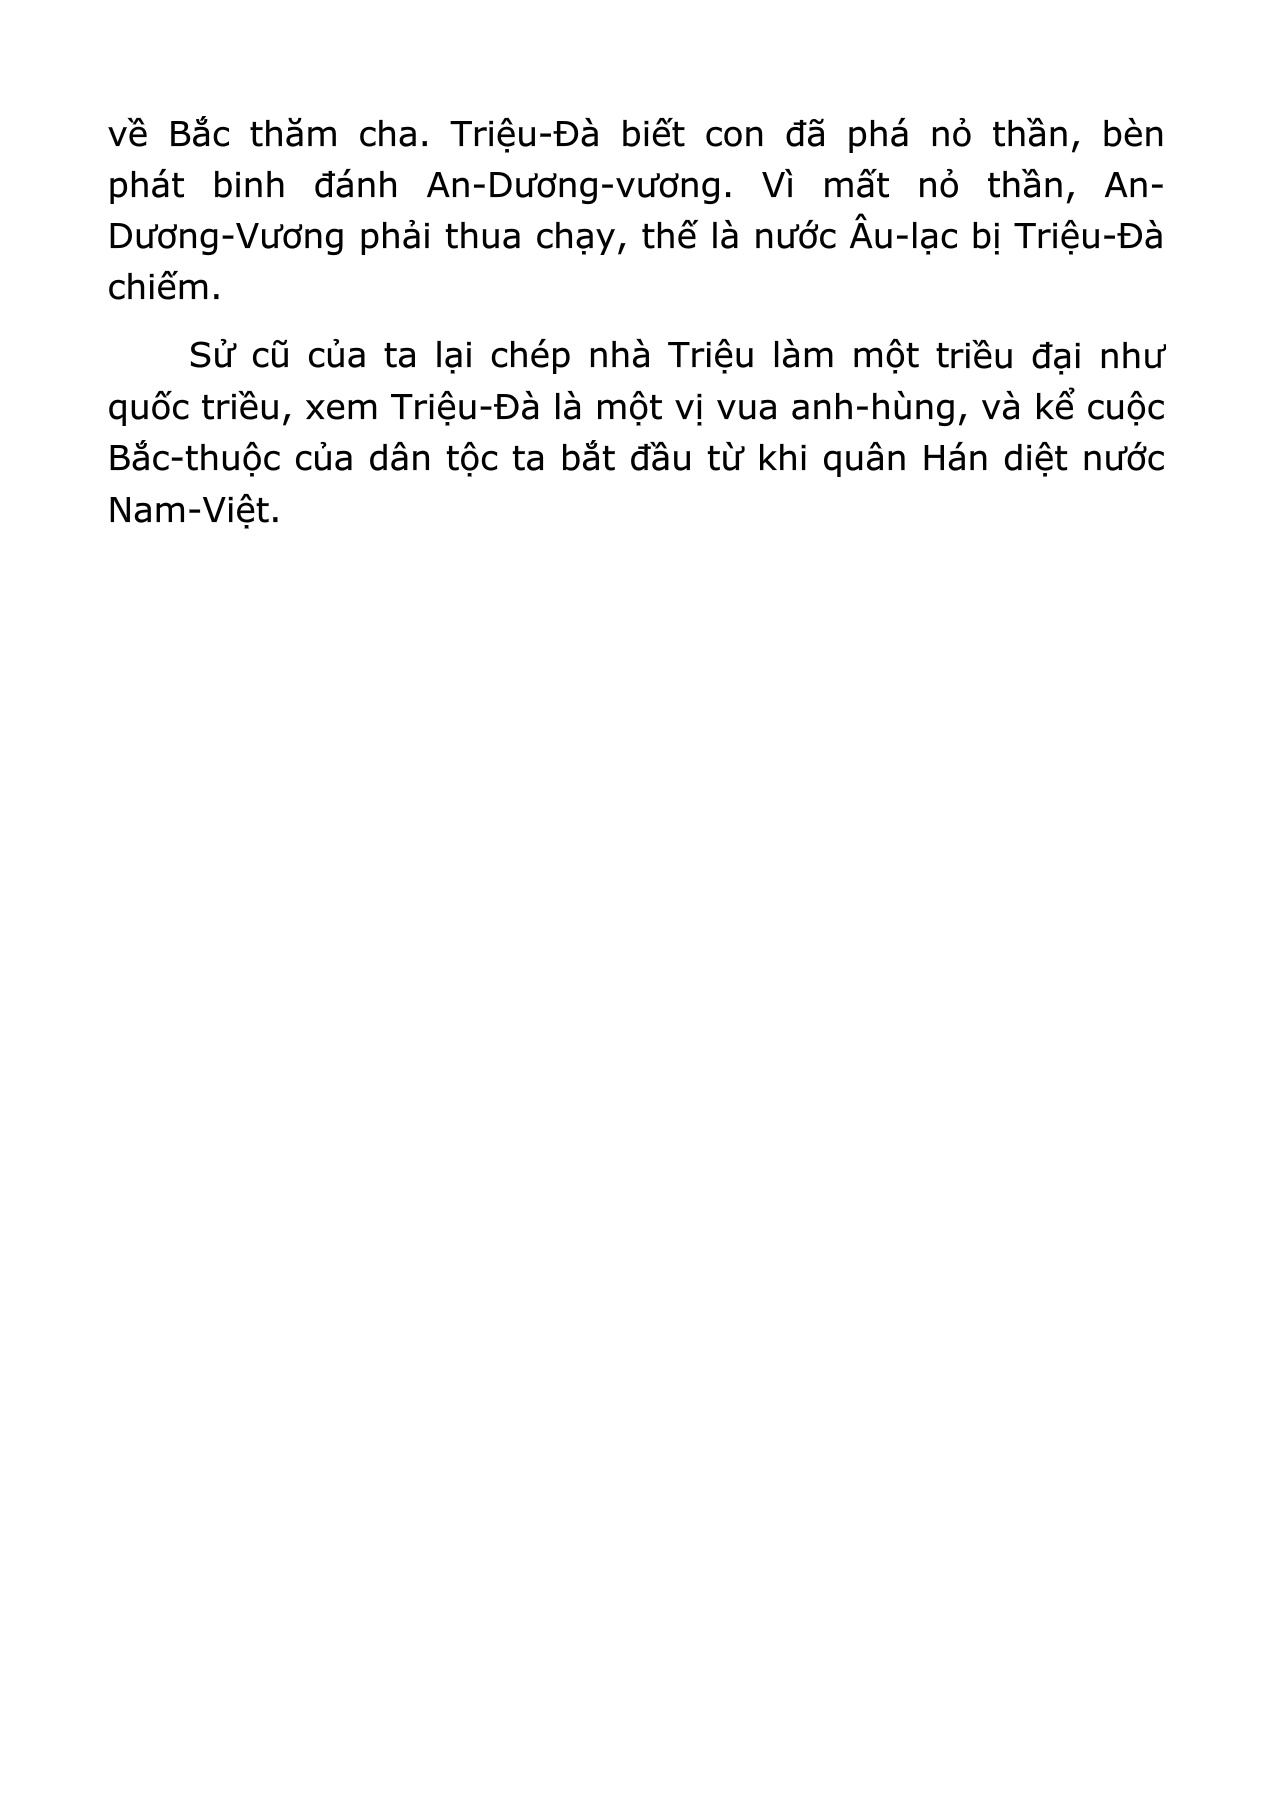 về Bắc thăm cha. Triệu-Đà biết con đã phá nỏ thần, bèn
phát binh đánh An-Dương-vương. Vì mất nỏ thần, An-
Dương-Vương phải thua chạy, thế là nước Âu-lạc bị Triệu-Đà
chiếm.
Sử cũ của ta lại chép nhà Triệu làm một triều đại như
quốc triều, xem Triệu-Đà là một vị vua anh-hùng, và kể cuộc
Bắc-thuộc của dân tộc ta bắt đầu từ khi quân Hán diệt nước
Nam-Việt.